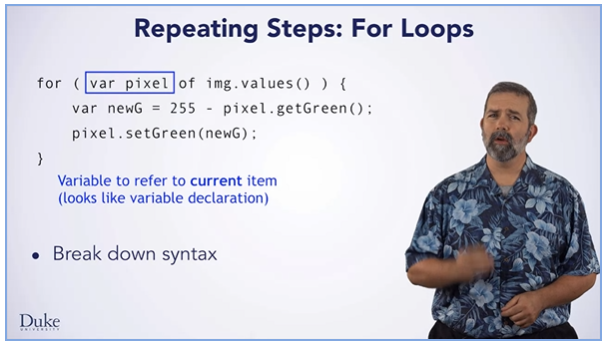 Repeating Steps: For Loops
for ( var pixel of img.values() ) {
var newG = 255 - pixel.getGreen();
pixel.setGreen(newG);
}
Variable to refer to current item
(looks like variable declaration)
• Break down syntax
Duke
UNIVERSITY